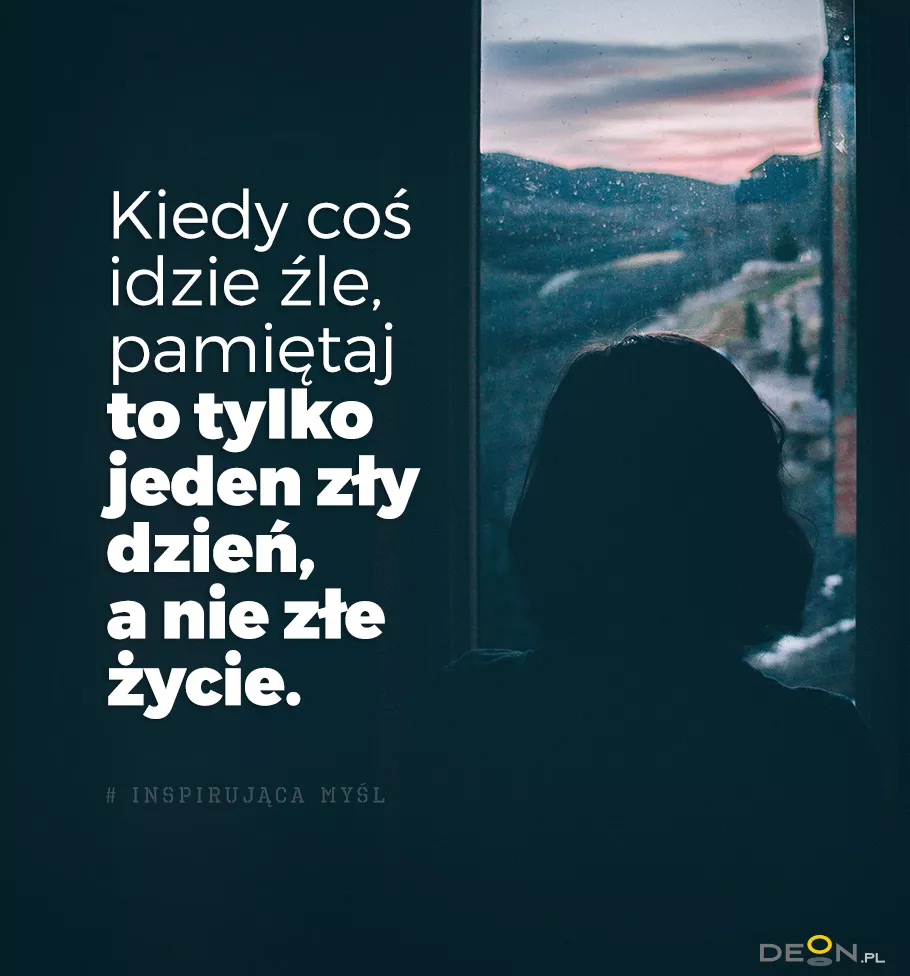 Kiedy coś
idzie źle,
pamiętaj
to tylko
jeden zły
dzień,
a nie złe
życie.
# INSPIRUJĄCA MYŚL
DEON.PL